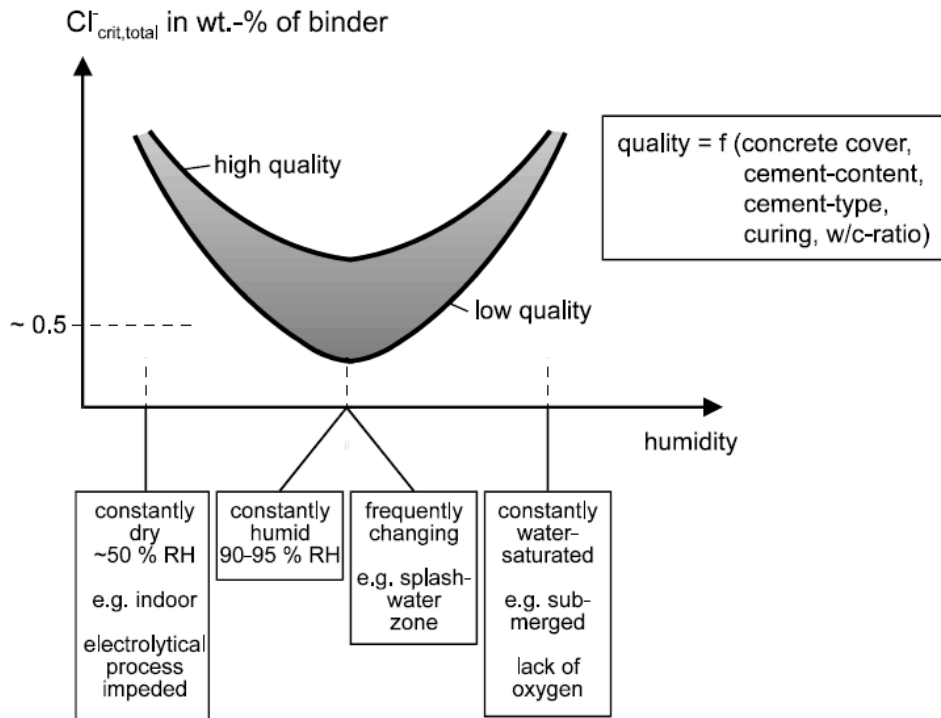 Cl⁻crit,total in wt.-% of binder
high quality
quality = f (concrete cover,
cement-content,
cement-type,
curing, w/c-ratio)
low quality
~ 0.5
humidity
constantly
dry
~50 % RH
e.g. indoor
electrolytical
process
impeded
constantly
humid
90–95 % RH
frequently
changing
e.g. splash-
water
zone
constantly
water-
saturated
e.g. sub-
merged
lack of
oxygen